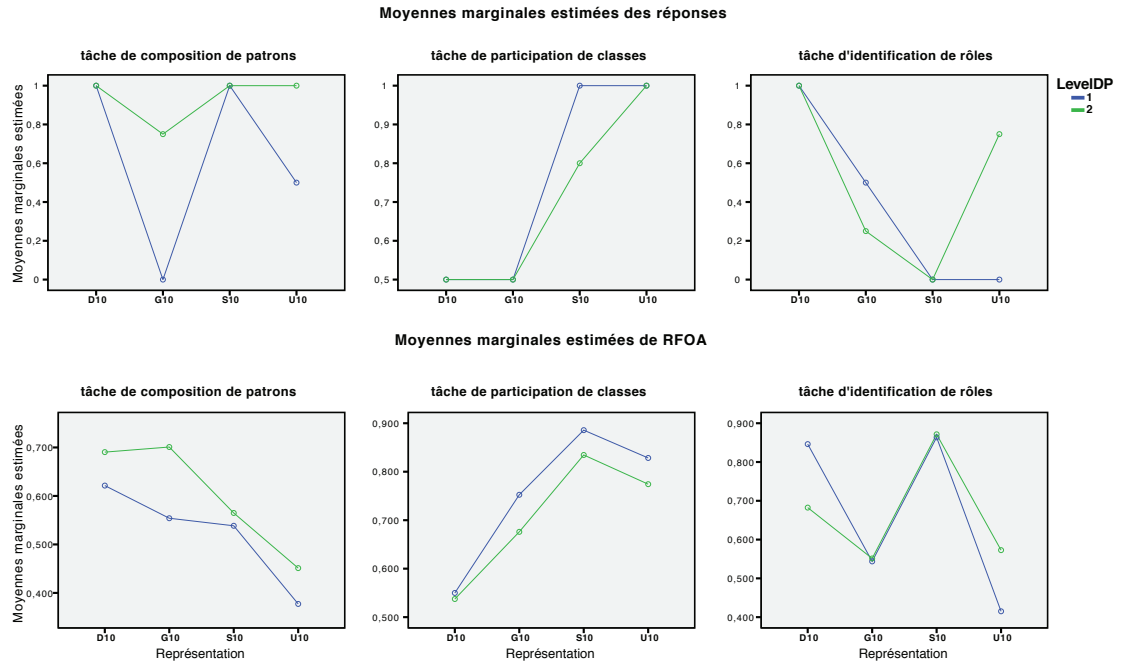 Moyennes marginales estimées des réponses
tâche de composition de patrons
tâche de participation de classes
tâche d'identification de rôles
LevelDP
1
2
Moyennes marginales estimées
1
0,8
0,6
0,4
0,2
0
D10 G10 S10 U10
1
0,9
0,8
0,7
0,6
0,5
D10 G10 S10 U10
1
0,8
0,6
0,4
0,2
0
D10 G10 S10 U10
Moyennes marginales estimées de RFOA
tâche de composition de patrons
tâche de participation de classes
tâche d'identification de rôles
Moyennes marginales estimées
0,700
0,600
0,500
0,400
D10 G10 S10 U10
Représentation
0,900
0,800
0,700
0,600
0,500
D10 G10 S10 U10
Représentation
0,900
0,800
0,700
0,600
0,500
0,400
D10 G10 S10 U10
Représentation